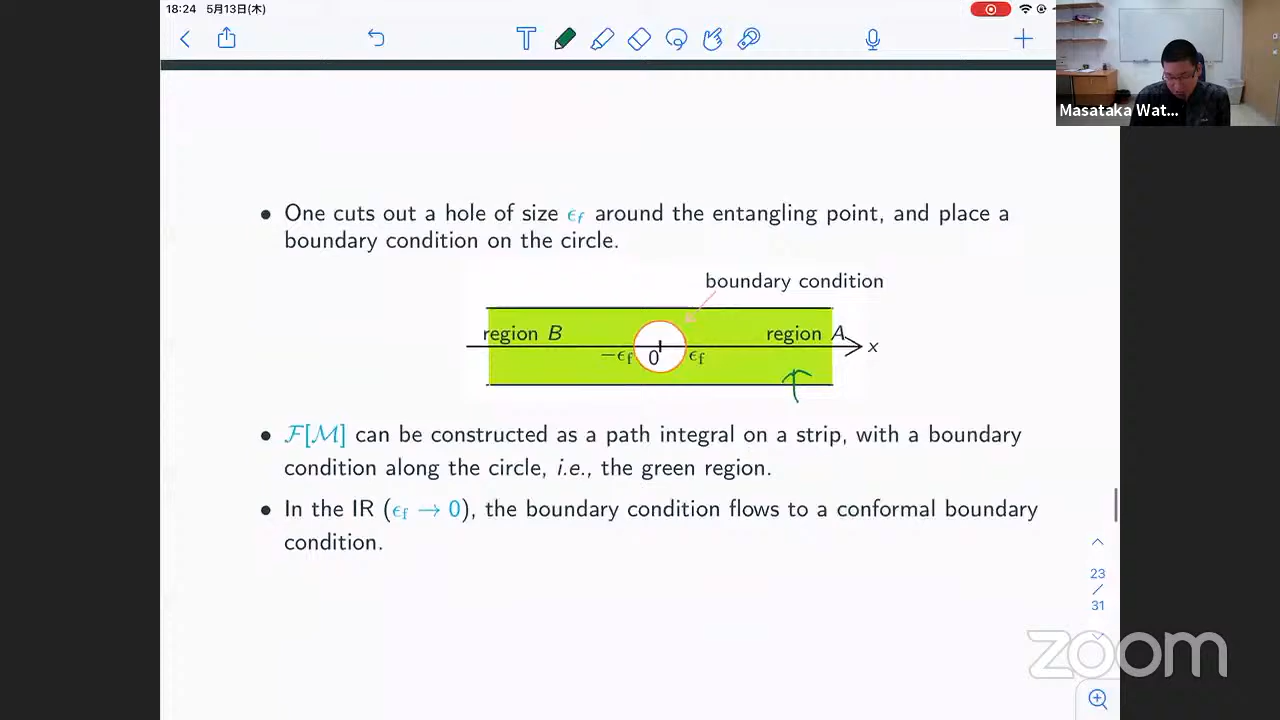 18:24 5月13日(木)
Masataka Wat...
• One cuts out a hole of size ϵf around the entangling point, and place a
boundary condition on the circle.
boundary condition
region B
region A
x
−ϵf
0
ϵf
• F[M] can be constructed as a path integral on a strip, with a boundary
condition along the circle, i.e., the green region.
• In the IR (ϵf → 0), the boundary condition flows to a conformal boundary
condition.
23
/
31
zoom